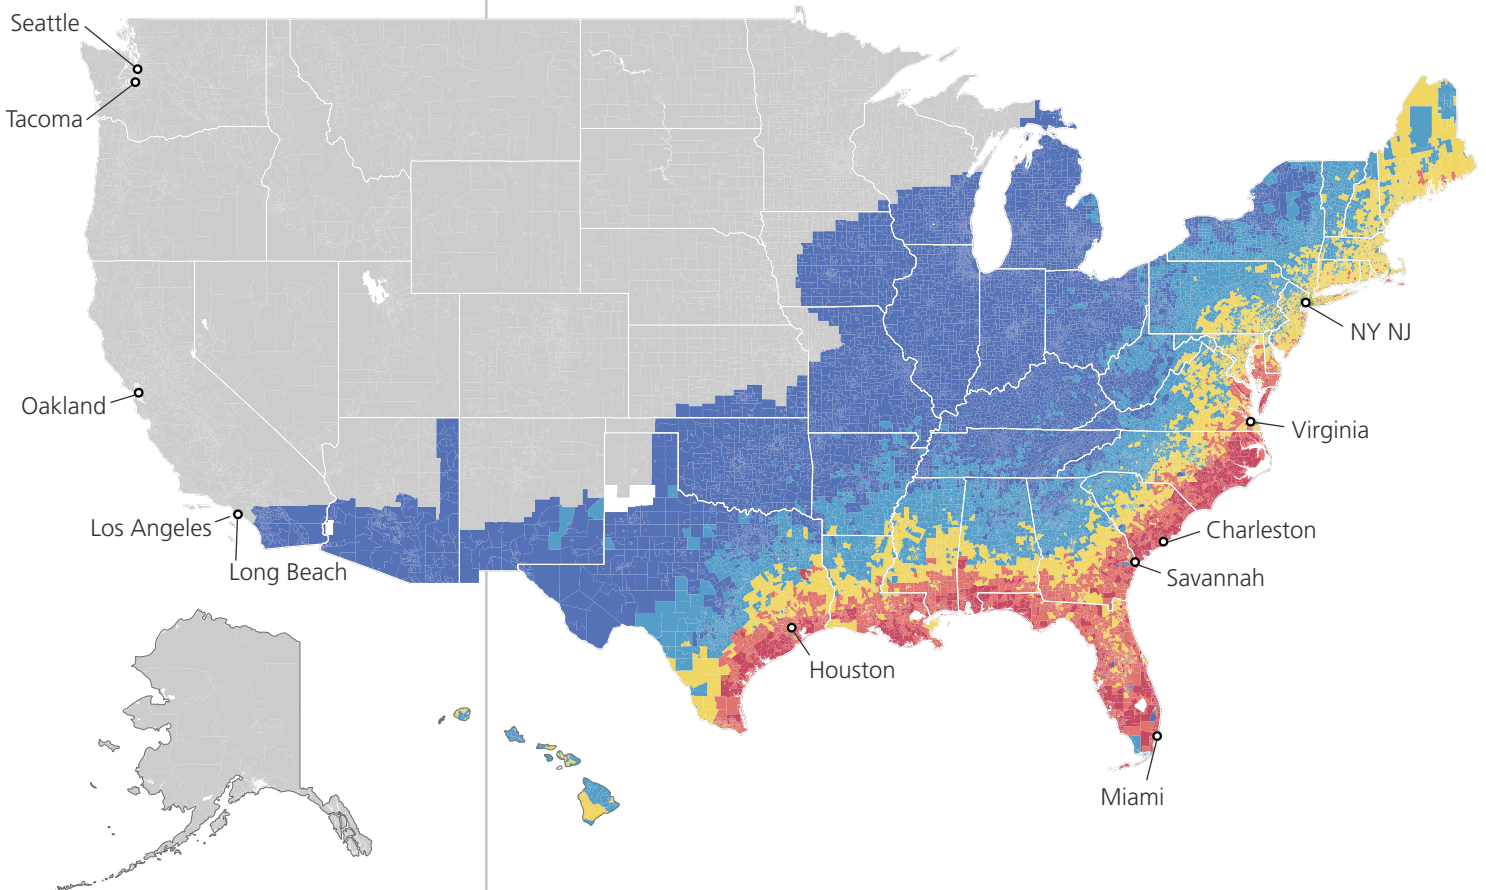 Seattle
Tacoma
NY NJ
Oakland
Virginia
Los Angeles
Charleston
Long Beach
Savannah
Houston
Miami